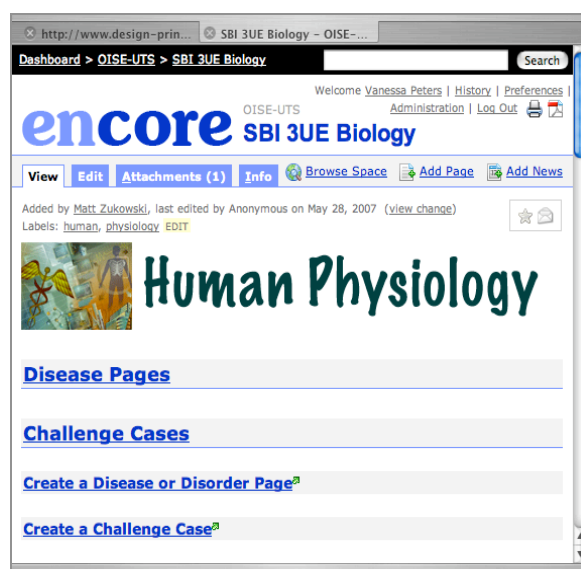 http://www.design-prin... SBI 3UE Biology – OISE-...
Dashboard > OISE-UTS > SBI 3UE Biology Search
Welcome Vanessa Peters | History | Preferences |
Administration | Log Out
encore OISE-UTS
SBI 3UE Biology
View Edit Attachments (1) Info Browse Space Add Page Add News
Added by Matt Zukowski, last edited by Anonymous on May 28, 2007 (view change)
Labels: human, physiology EDIT
Human Physiology
Disease Pages
Challenge Cases
Create a Disease or Disorder Page
Create a Challenge Case